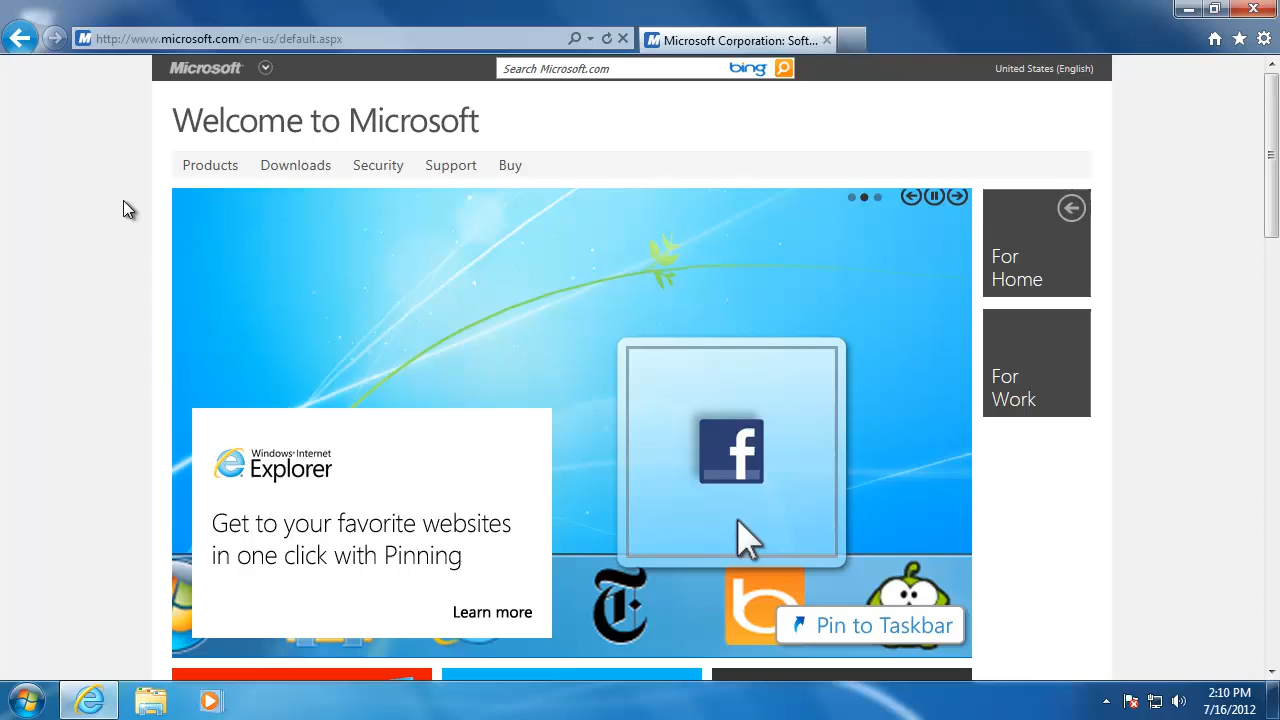 http://www.microsoft.com/en-us/default.aspx
Microsoft Corporation: Soft...
Microsoft
Search Microsoft.com
bing
United States (English)
Welcome to Microsoft
Products Downloads Security Support Buy
For
Home
For
Work
f
Windows Internet
Explorer
Get to your favorite websites
in one click with Pinning
Learn more
T
b
Pin to Taskbar
2:10 PM
7/16/2012